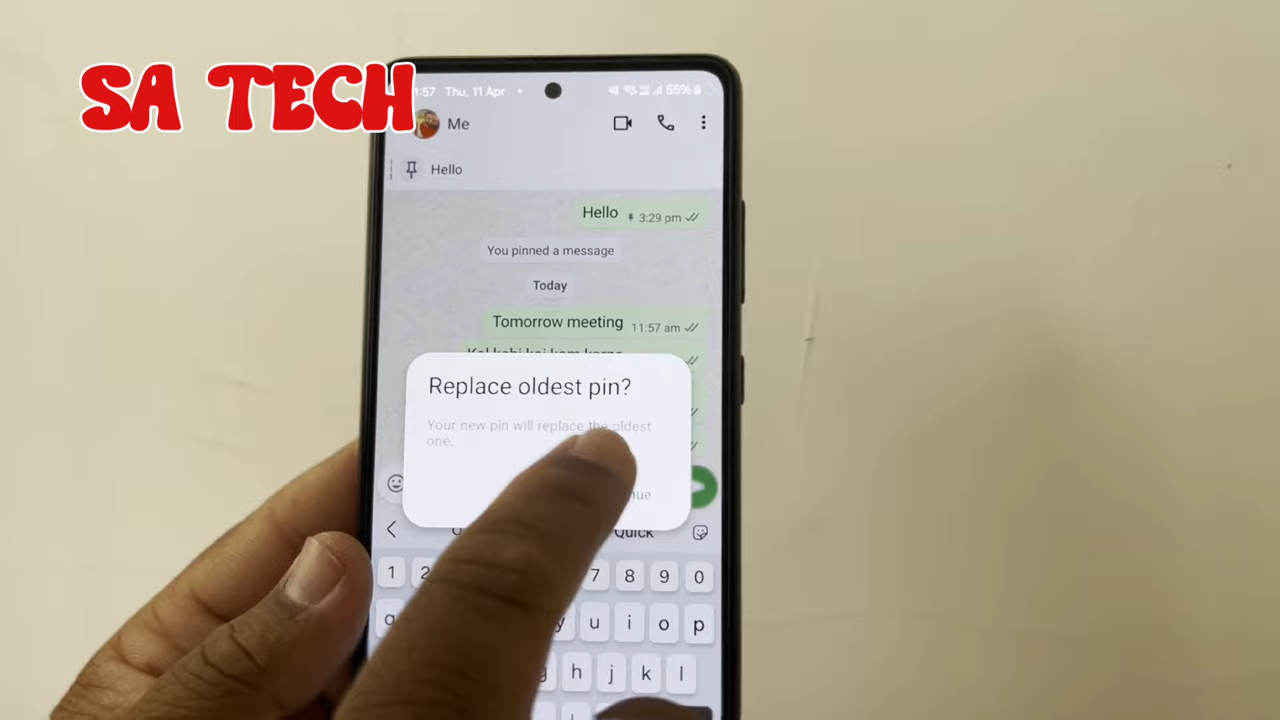 SA TECH
:57 Thu, 11 Apr 55%
Me
Hello
Hello 3:29 pm
You pinned a message
Today
Tomorrow meeting 11:57 am
Replace oldest pin?
Your new pin will replace the oldest
one.
Quick
1 2 7 8 9 0
q y u i o p
h j k l